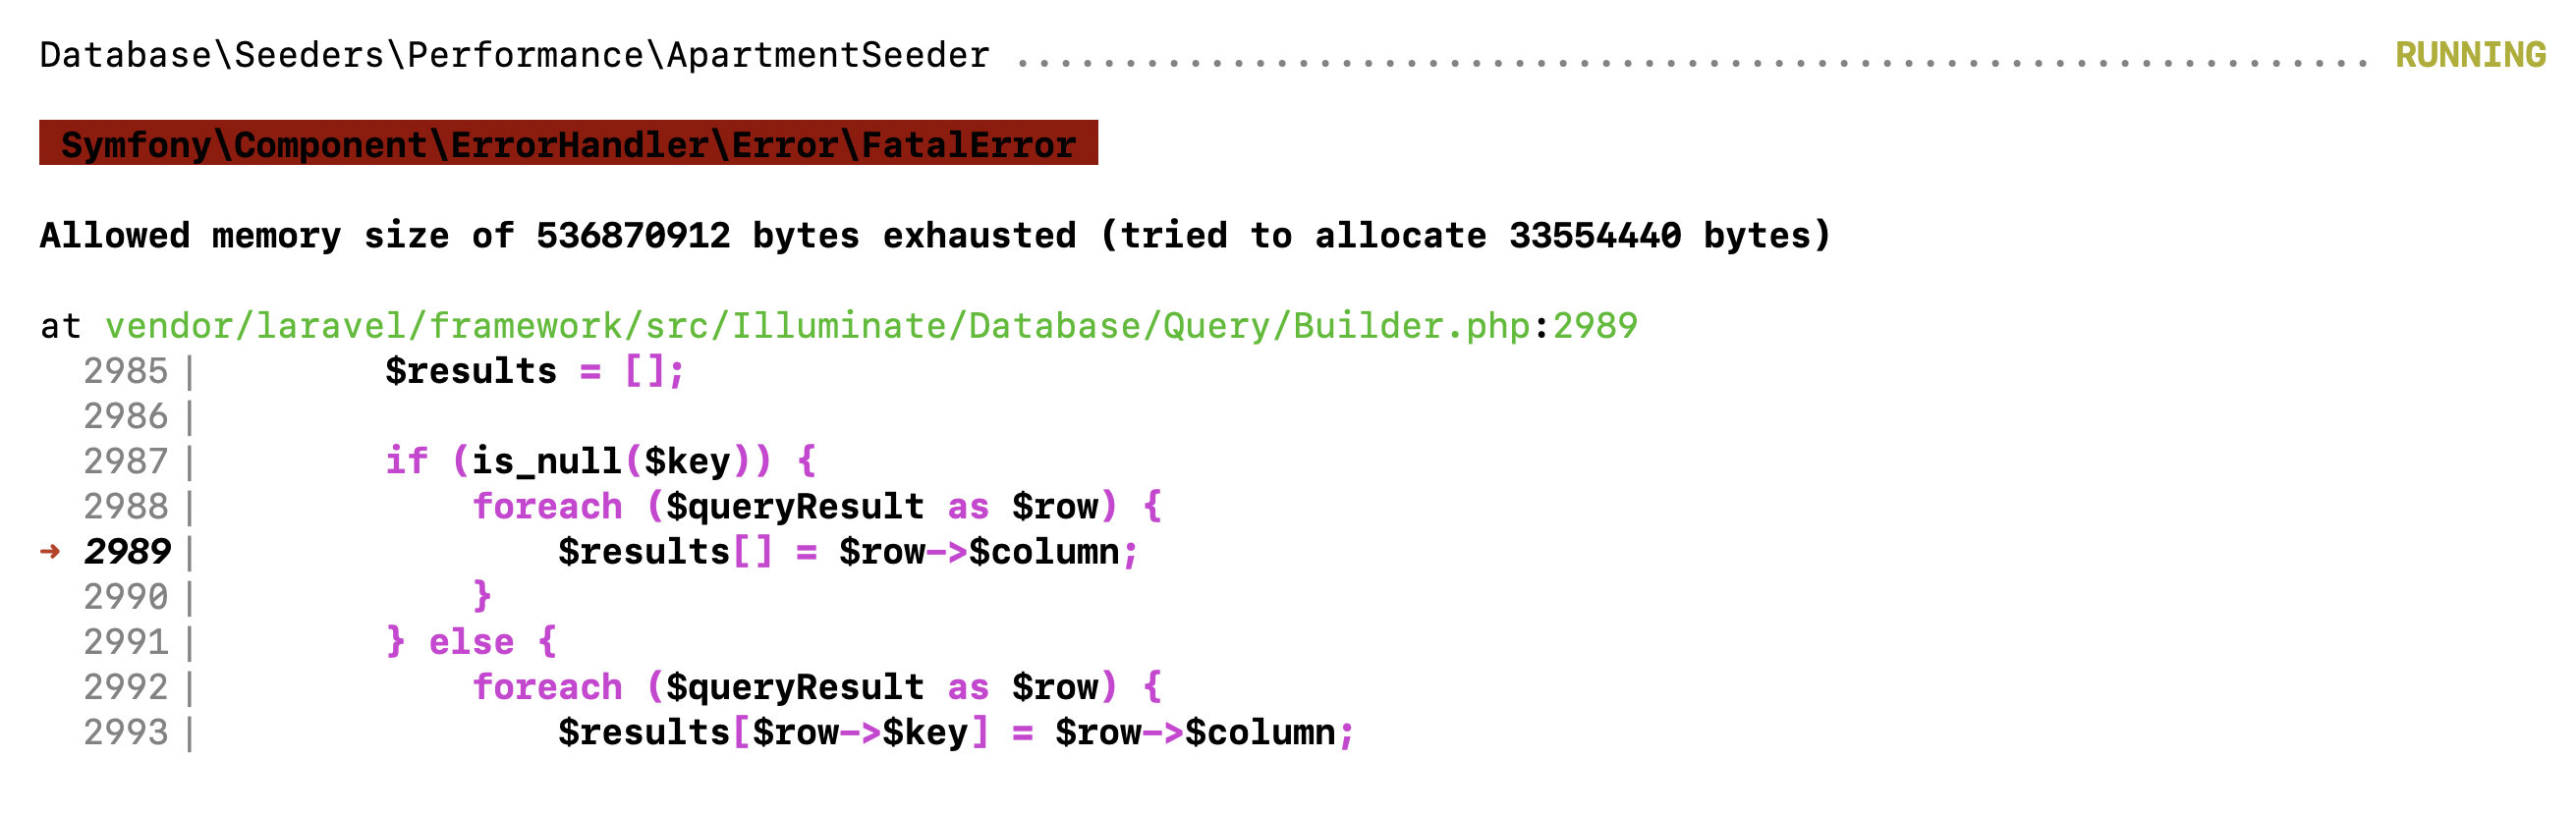 Database\Seeders\Performance\ApartmentSeeder ............................................................... RUNNING
Symfony\Component\ErrorHandler\Error\FatalError
Allowed memory size of 536870912 bytes exhausted (tried to allocate 33554440 bytes)
at vendor/laravel/framework/src/Illuminate/Database/Query/Builder.php:2989
2985|         $results = [];
2986|
2987|         if (is_null($key)) {
2988|             foreach ($queryResult as $row) {
➜ 2989|                 $results[] = $row->$column;
2990|             }
2991|         } else {
2992|             foreach ($queryResult as $row) {
2993|                 $results[$row->$key] = $row->$column;